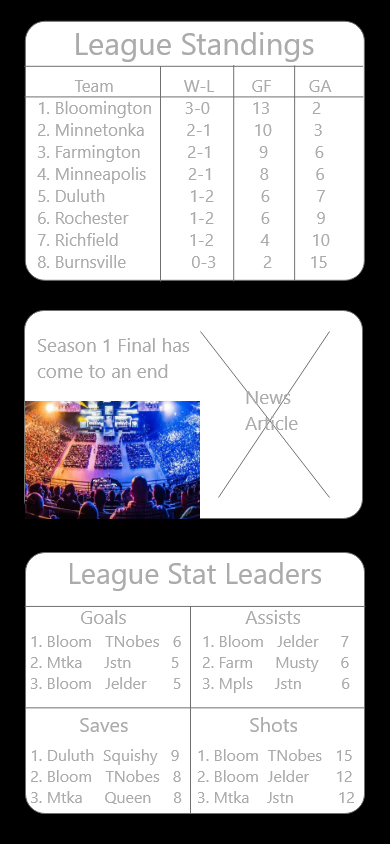 League Standings
Team W-L GF GA
1. Bloomington 3-0 13 2
2. Minnetonka 2-1 10 3
3. Farmington 2-1 9 6
4. Minneapolis 2-1 8 6
5. Duluth 1-2 6 7
6. Rochester 1-2 6 9
7. Richfield 1-2 4 10
8. Burnsville 0-3 2 15
Season 1 Final has
come to an end
News
Article
League Stat Leaders
Goals
1. Bloom TNobes 6
2. Mtka Jstn 5
3. Bloom Jelder 5
Assists
1. Bloom Jelder 7
2. Farm Musty 6
3. Mpls Jstn 6
Saves
1. Duluth Squishy 9
2. Bloom TNobes 8
3. Mtka Queen 8
Shots
1. Bloom TNobes 15
2. Bloom Jelder 12
3. Mtka Jstn 12